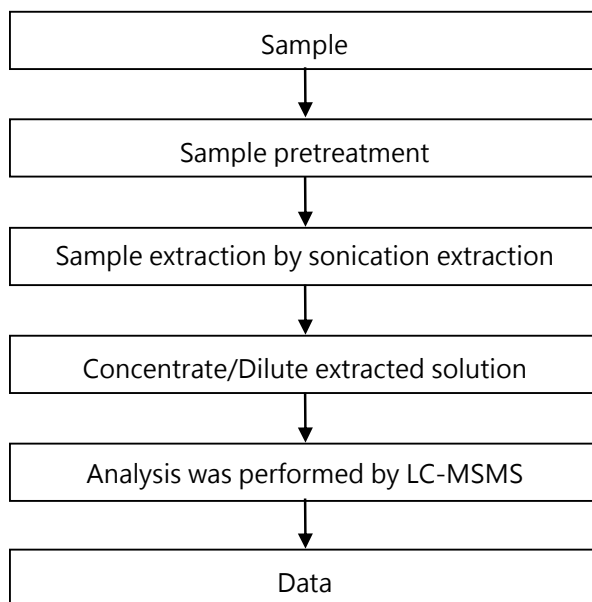 Sample
Sample pretreatment
Sample extraction by sonication extraction
Concentrate/Dilute extracted solution
Analysis was performed by LC-MSMS
Data